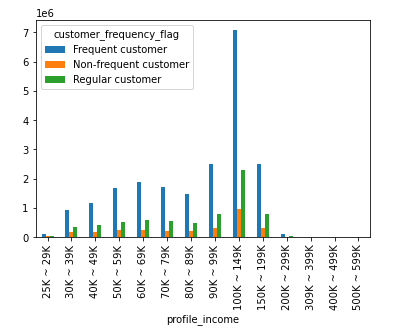 1e6
customer_frequency_flag
Frequent customer
Non-frequent customer
Regular customer
7
6
5
4
3
2
1
0
25K ~ 29K
30K ~ 39K
40K ~ 49K
50K ~ 59K
60K ~ 69K
70K ~ 79K
80K ~ 89K
90K ~ 99K
100K ~ 149K
150K ~ 199K
200K ~ 299K
309K ~ 399K
400K ~ 499K
500K ~ 599K
profile_income